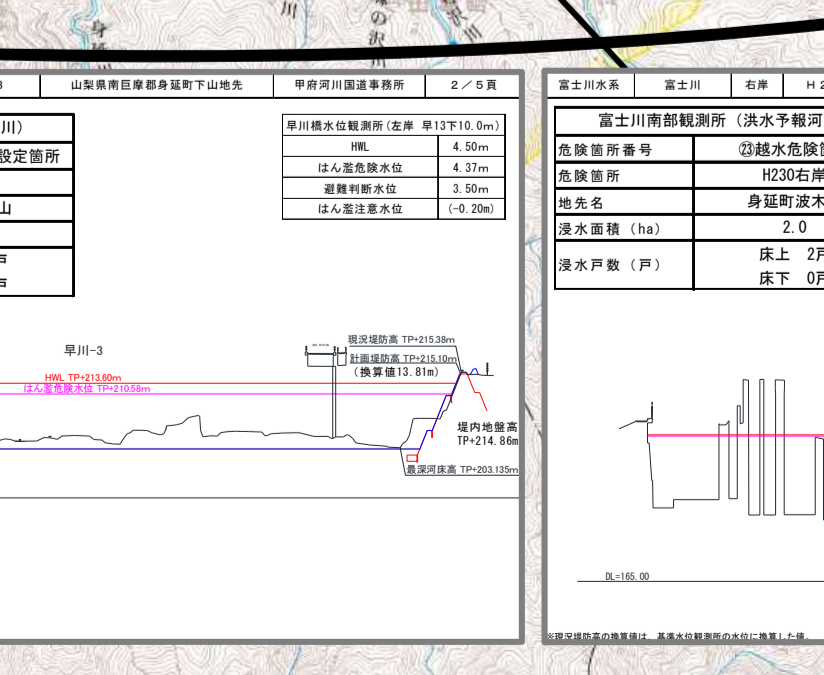 身延
川
の沢
3
山梨県南巨摩郡身延町下山地先
甲府河川国道事務所
2／5頁
川）
設定箇所
山
戸
戸
早川橋水位観測所(左岸 早13下10.0m)
HWL
4.50m
はん濫危険水位
4.37m
避難判断水位
3.50m
はん濫注意水位
(-0.20m)
早川-3
現況堤防高 TP+215.38m
計画堤防高 TP+215.10m
（換算値13.81m）
HWL TP+213.60m
はん濫危険水位 TP+210.58m
堤内地盤高
TP+214.86m
最深河床高 TP+203.135m
富士川水系
富士川
右岸
H2
富士川南部観測所（洪水予報河
危険箇所番号
㉓越水危険箇
危険箇所
H230右岸
地先名
身延町波木
浸水面積（ha）
2.0
浸水戸数（戸）
床上 2戸
床下 0戸
DL=165.00
※現況堤防高の換算値は、基準水位観測所の水位に換算した値。